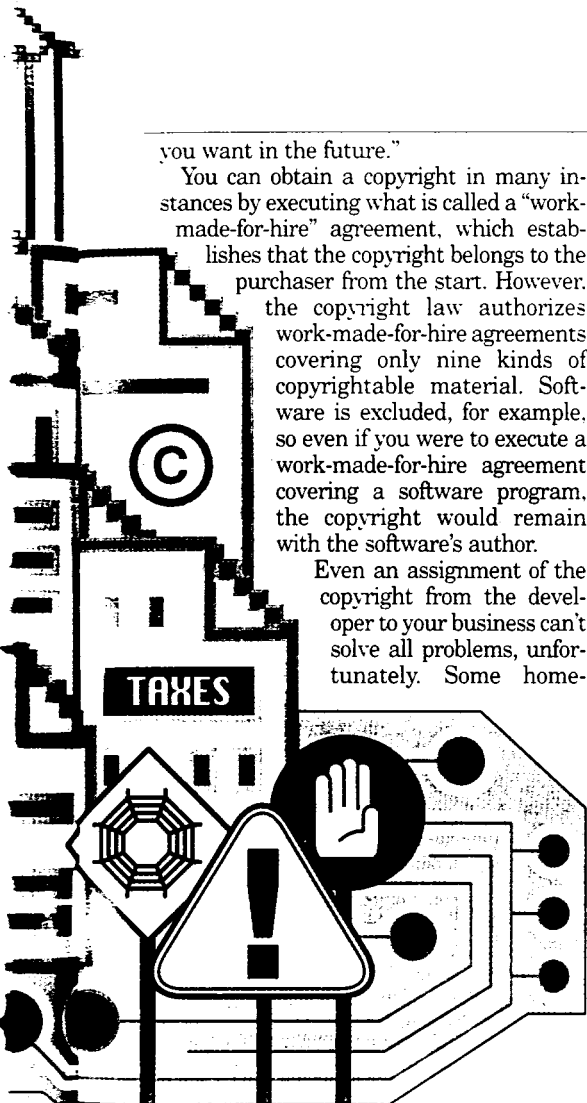 you want in the future.”
You can obtain a copyright in many in-
stances by executing what is called a “work-
made-for-hire” agreement, which estab-
lishes that the copyright belongs to the
purchaser from the start. However,
the copyright law authorizes
work-made-for-hire agreements
covering only nine kinds of
copyrightable material. Soft-
ware is excluded, for example,
so even if you were to execute a
work-made-for-hire agreement
covering a software program,
the copyright would remain
with the software’s author.
Even an assignment of the
copyright from the devel-
oper to your business can’t
solve all problems, unfor-
tunately. Some home-
©
TAXES
!